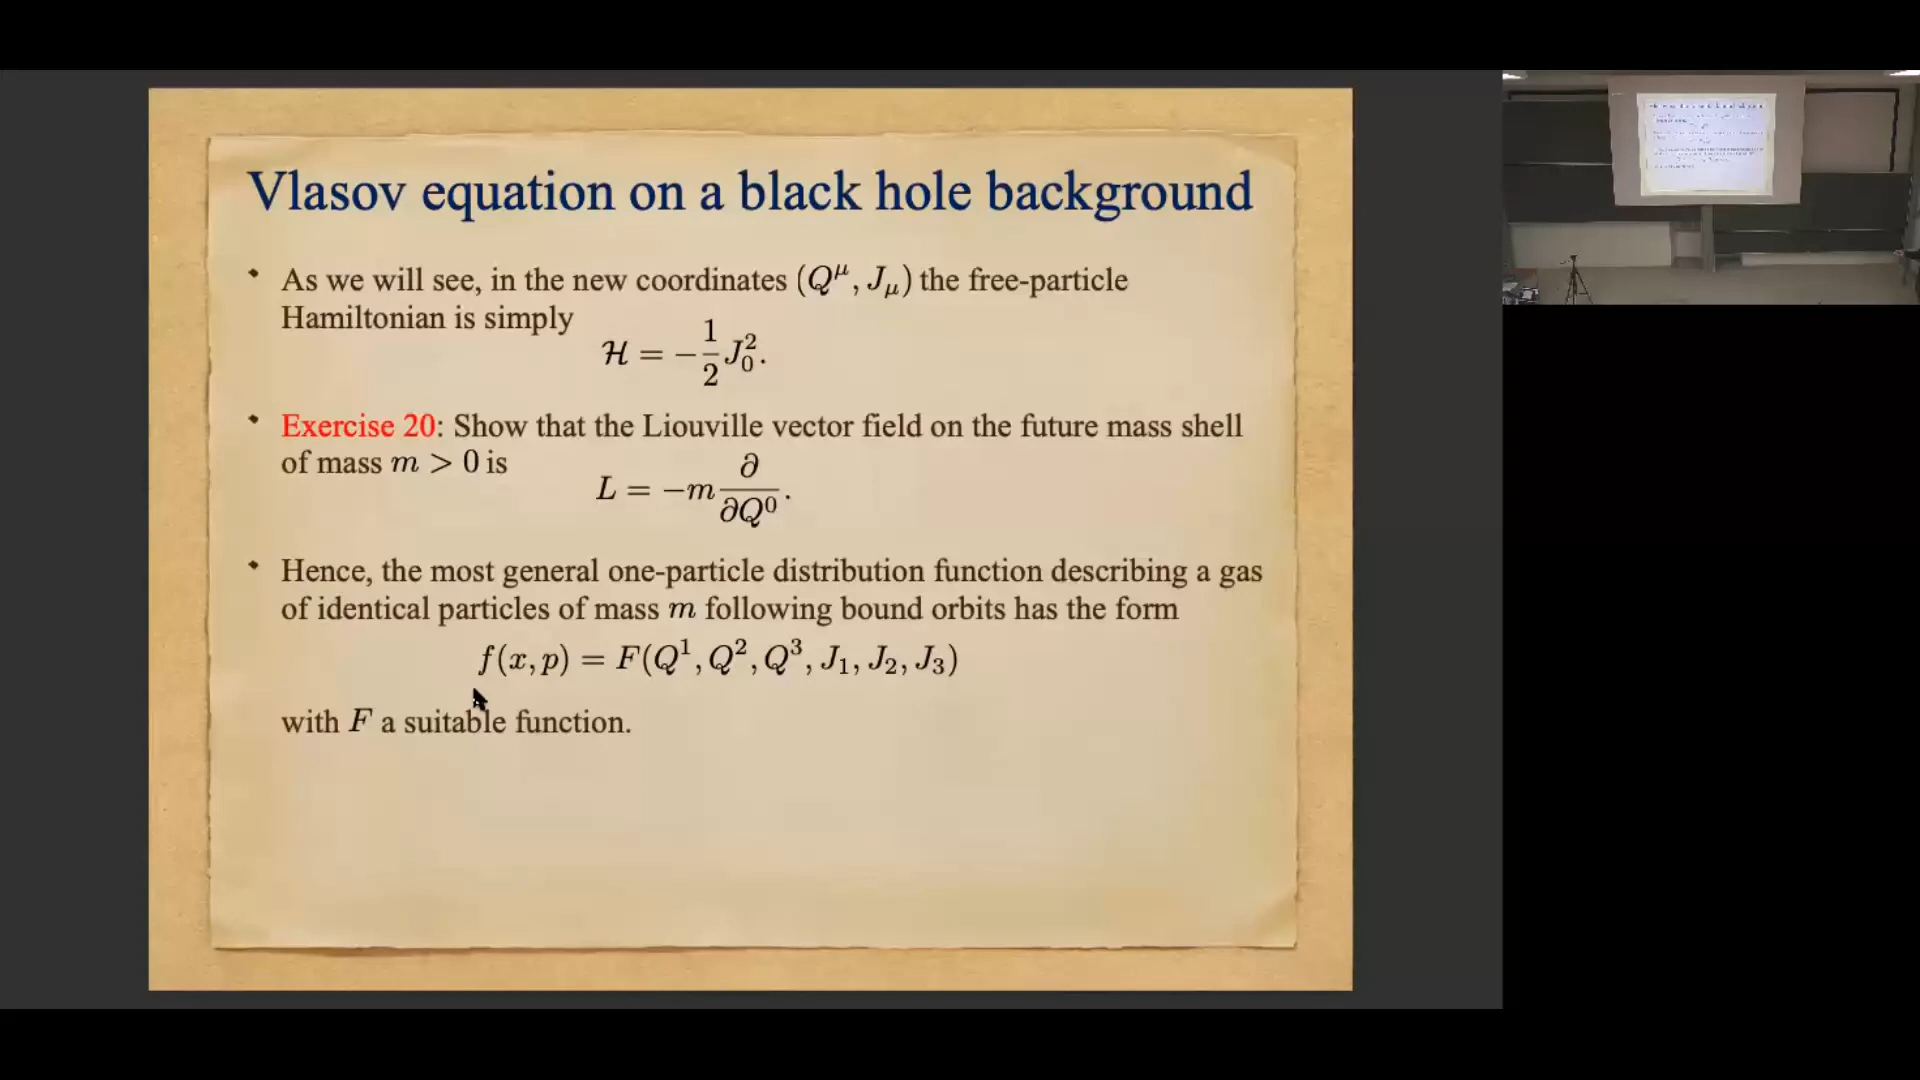 Vlasov equation on a black hole background
• As we will see, in the new coordinates (Q^μ, J_μ) the free-particle
Hamiltonian is simply
ℋ = −1/2 J_0^2.
• Exercise 20: Show that the Liouville vector field on the future mass shell
of mass m > 0 is
L = −m ∂/∂Q^0.
• Hence, the most general one-particle distribution function describing a gas
of identical particles of mass m following bound orbits has the form
f(x, p) = F(Q^1, Q^2, Q^3, J_1, J_2, J_3)
with F a suitable function.